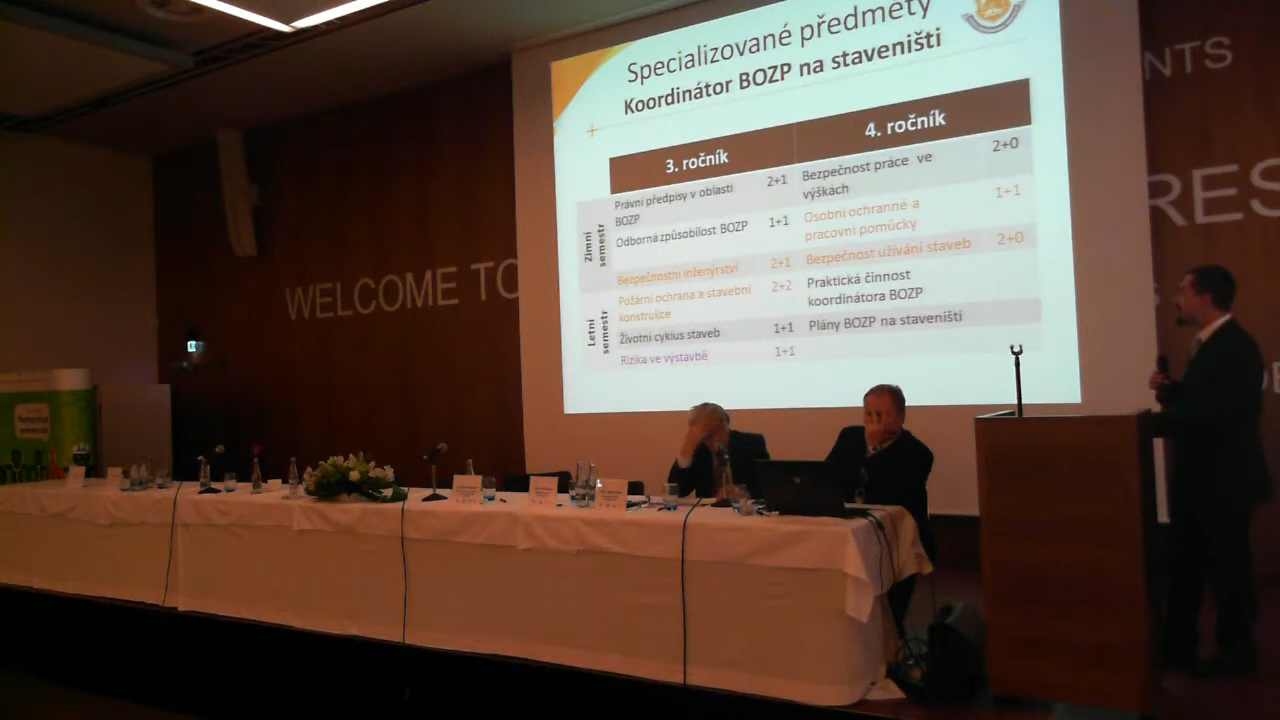 Specializované předměty
Koordinátor BOZP na staveništi
3. ročník
4. ročník
Zimní
semestr
Právní předpisy v oblasti
BOZP
2+1
Bezpečnost práce ve
výškách
2+0
Odborná způsobilost BOZP
1+1
Osobní ochranné a
pracovní pomůcky
1+1
Bezpečnostní inženýrství
2+1
Bezpečnost užívání staveb
2+0
Letní
semestr
Požární ochrana a stavební
konstrukce
2+2
Praktická činnost
koordinátora BOZP
Životní cyklus staveb
1+1
Plány BOZP na staveništi
Rizika ve výstavbě
1+1
WELCOME TO
NTS
RES